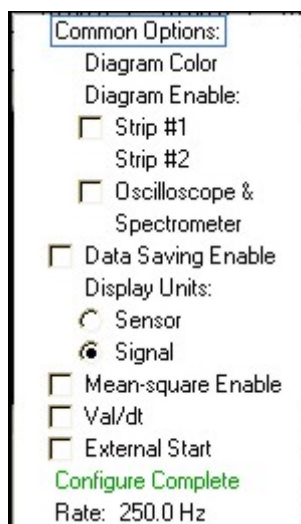 Common Options:
Diagram Color
Diagram Enable:
Strip #1
Strip #2
Oscilloscope &
Spectrometer
Data Saving Enable
Display Units:
Sensor
Signal
Mean-square Enable
Val/dt
External Start
Configure Complete
Rate: 250.0 Hz